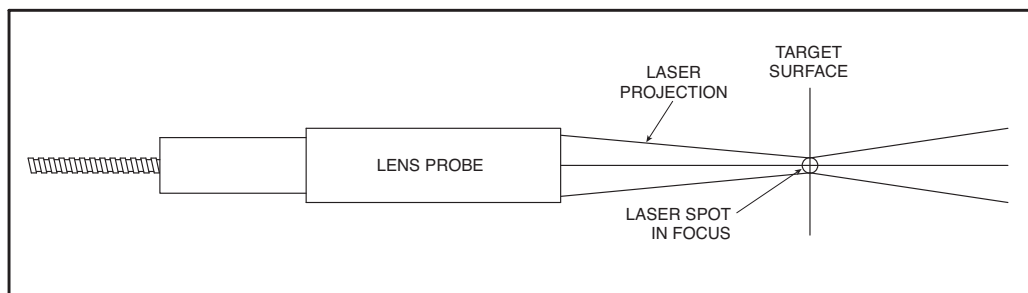 TARGET
SURFACE
LASER
PROJECTION
LENS PROBE
LASER SPOT
IN FOCUS